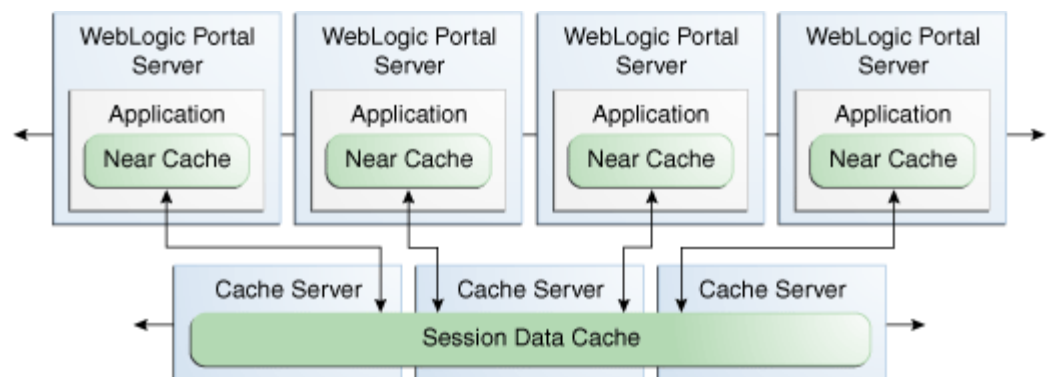 WebLogic Portal
Server
Application
Near Cache
WebLogic Portal
Server
Application
Near Cache
WebLogic Portal
Server
Application
Near Cache
WebLogic Portal
Server
Application
Near Cache
Cache Server
Cache Server
Cache Server
Session Data Cache